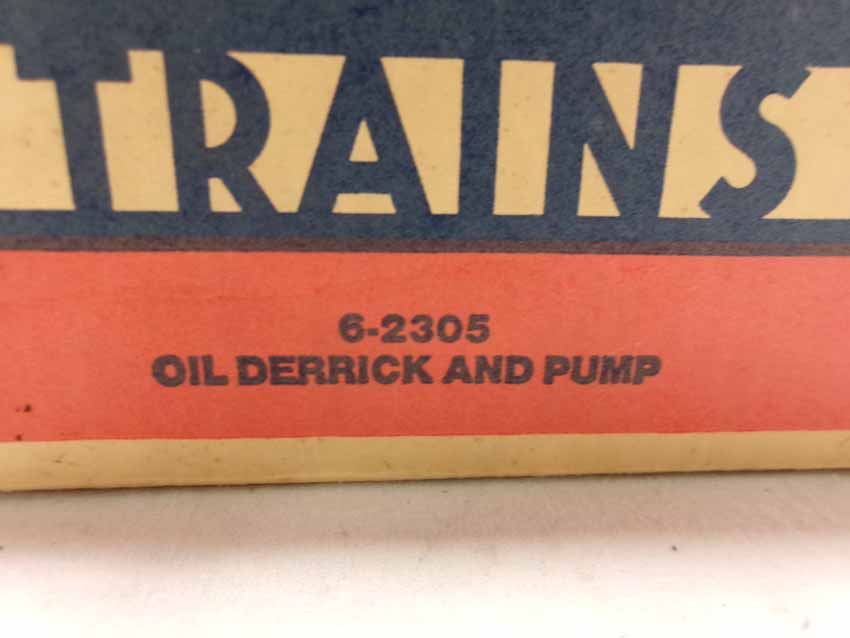 TRAINS
6-2305
OIL DERRICK AND PUMP